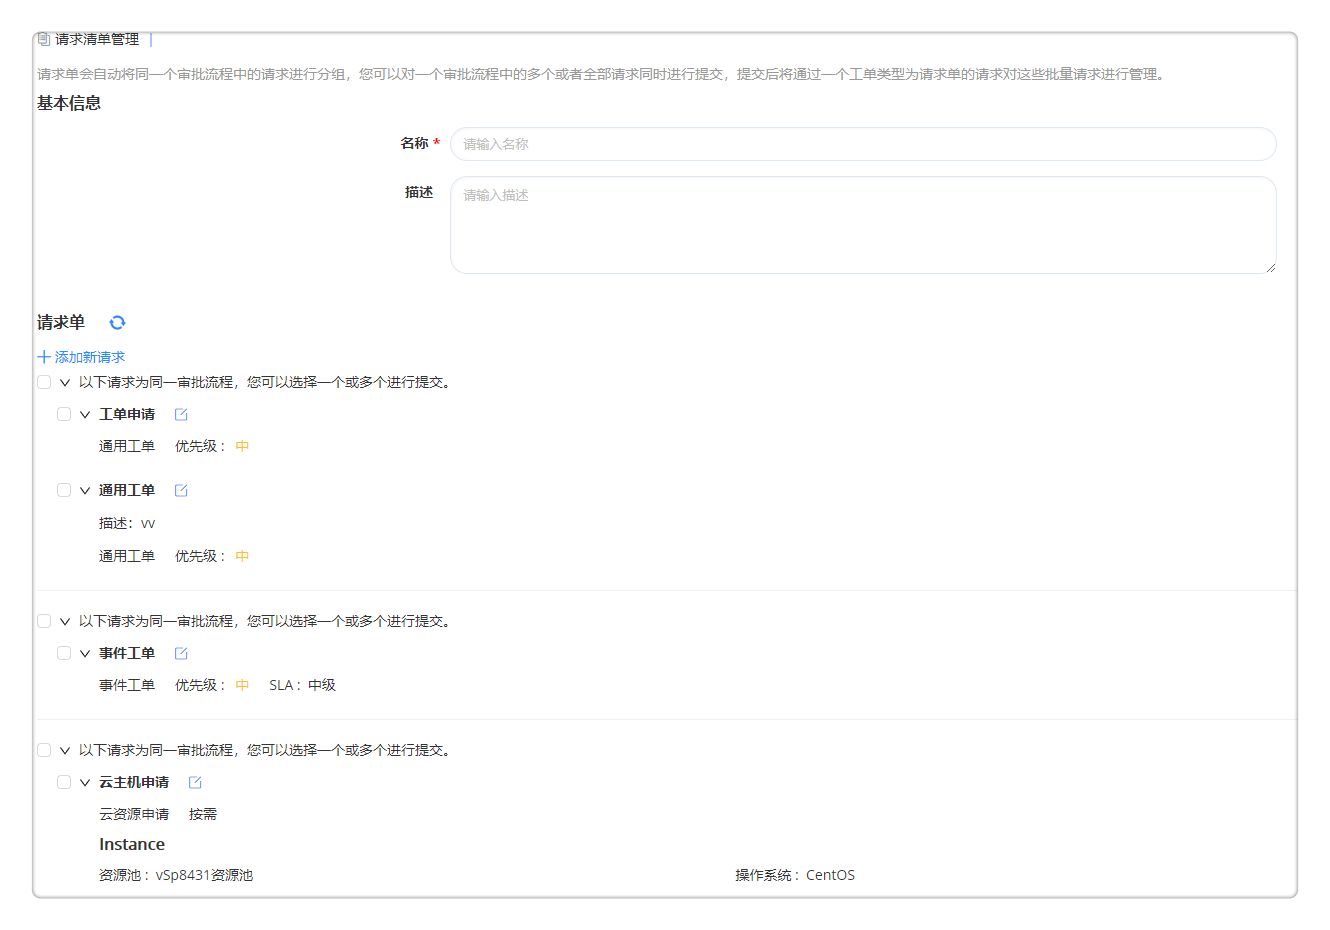 请求清单管理
请求单会自动将同一个审批流程中的请求进行分组，您可以对一个审批流程中的多个或者全部请求同时进行提交，提交后将通过一个工单类型为请求单的请求对这些批量请求进行管理。
基本信息
名称 *
请输入名称
描述
请输入描述
请求单
添加新请求
以下请求为同一审批流程，您可以选择一个或多个进行提交。
工单申请
通用工单 优先级： 中
通用工单
描述：vv
通用工单 优先级： 中
以下请求为同一审批流程，您可以选择一个或多个进行提交。
事件工单
事件工单 优先级： 中 SLA： 中级
以下请求为同一审批流程，您可以选择一个或多个进行提交。
云主机申请
云资源申请 按需
Instance
资源池： vSp8431资源池 操作系统： CentOS